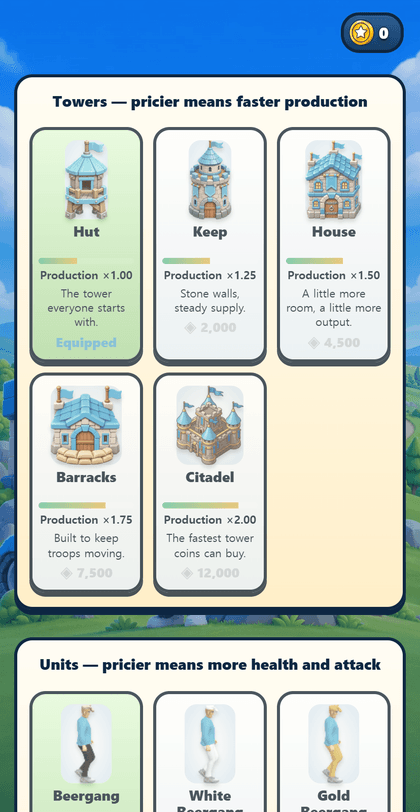 0
Towers — pricier means faster production
Hut
Production ×1.00
The tower
everyone starts
with.
Equipped
Keep
Production ×1.25
Stone walls,
steady supply.
2,000
House
Production ×1.50
A little more
room, a little more
output.
4,500
Barracks
Production ×1.75
Built to keep
troops moving.
7,500
Citadel
Production ×2.00
The fastest tower
coins can buy.
12,000
Units — pricier means more health and attack
Beergang
White
Beergang
Gold
Beergang